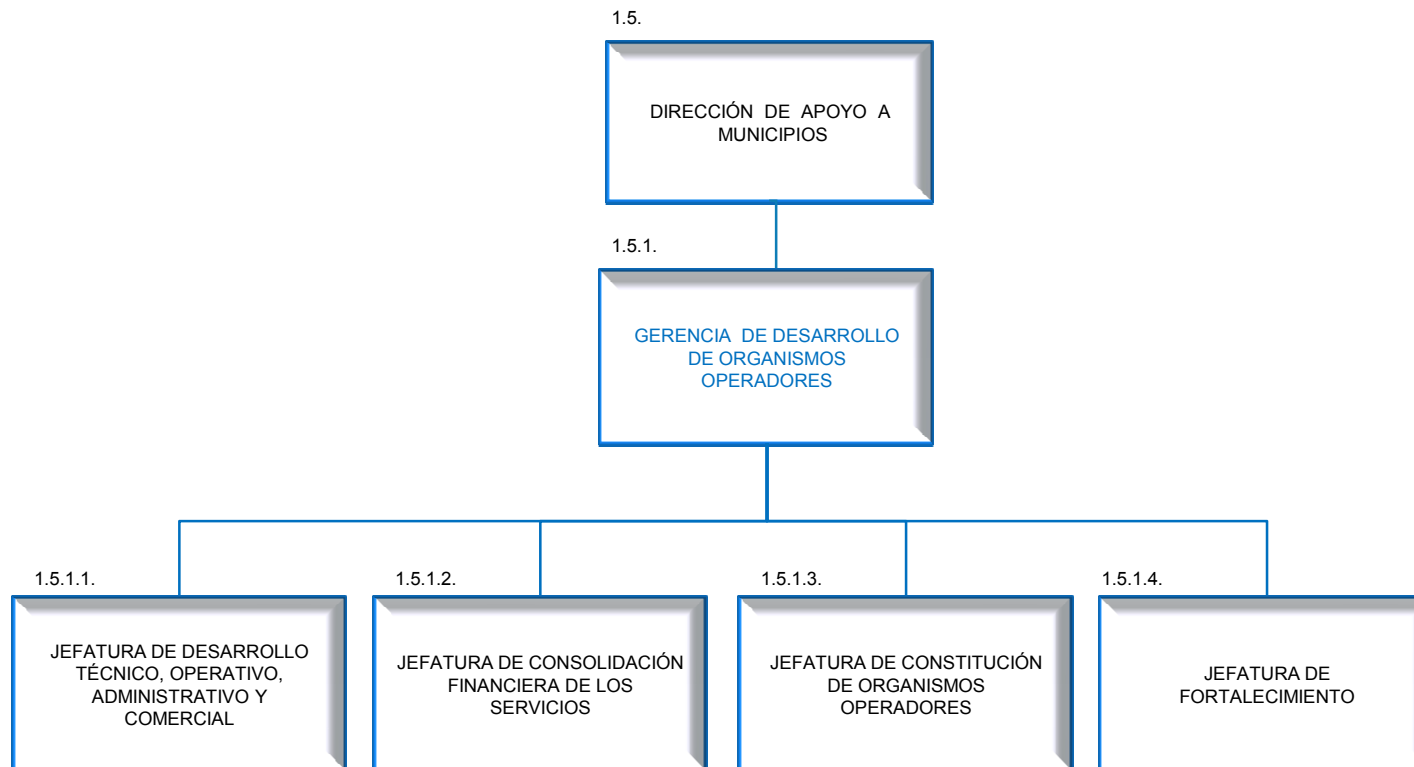 1.5.
DIRECCIÓN DE APOYO A
MUNICIPIOS
1.5.1.
GERENCIA DE DESARROLLO
DE ORGANISMOS
OPERADORES
1.5.1.1.
JEFATURA DE DESARROLLO
TÉCNICO, OPERATIVO,
ADMINISTRATIVO Y
COMERCIAL
1.5.1.2.
JEFATURA DE CONSOLIDACIÓN
FINANCIERA DE LOS
SERVICIOS
1.5.1.3.
JEFATURA DE CONSTITUCIÓN
DE ORGANISMOS
OPERADORES
1.5.1.4.
JEFATURA DE
FORTALECIMIENTO